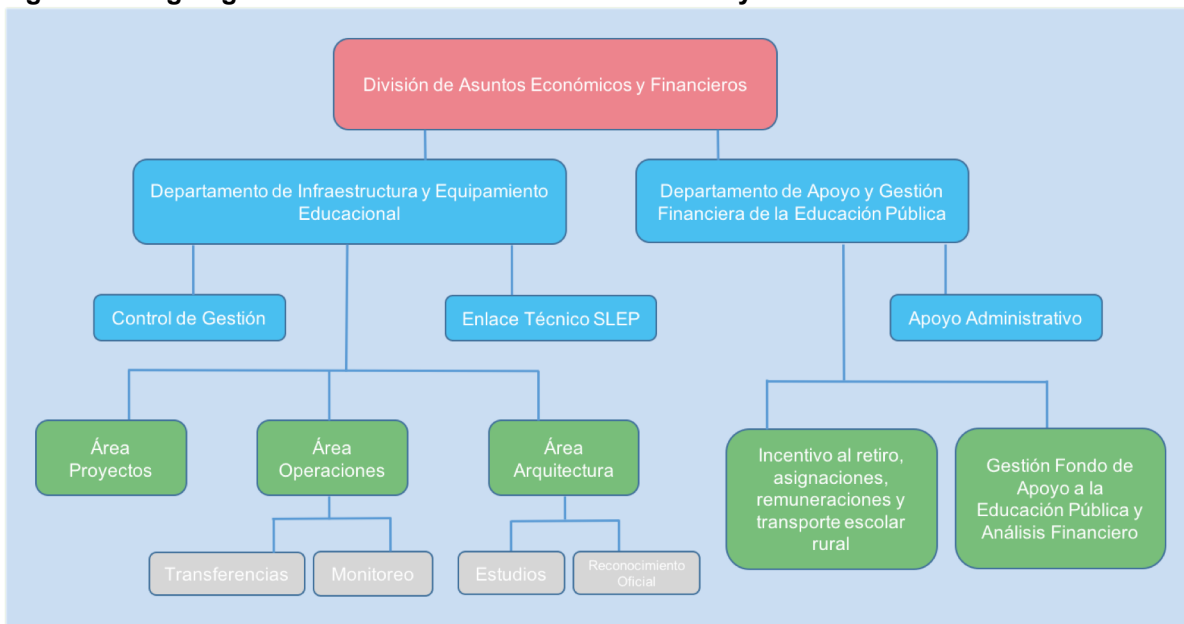 División de Asuntos Económicos y Financieros
Departamento de Infraestructura y Equipamiento
Educacional
Departamento de Apoyo y Gestión
Financiera de la Educación Pública
Control de Gestión
Enlace Técnico SLEP
Apoyo Administrativo
Área
Proyectos
Área
Operaciones
Área
Arquitectura
Incentivo al retiro,
asignaciones,
remuneraciones y
transporte escolar
rural
Gestión Fondo de
Apoyo a la
Educación Pública y
Análisis Financiero
Transferencias
Monitoreo
Estudios
Reconocimiento
Oficial